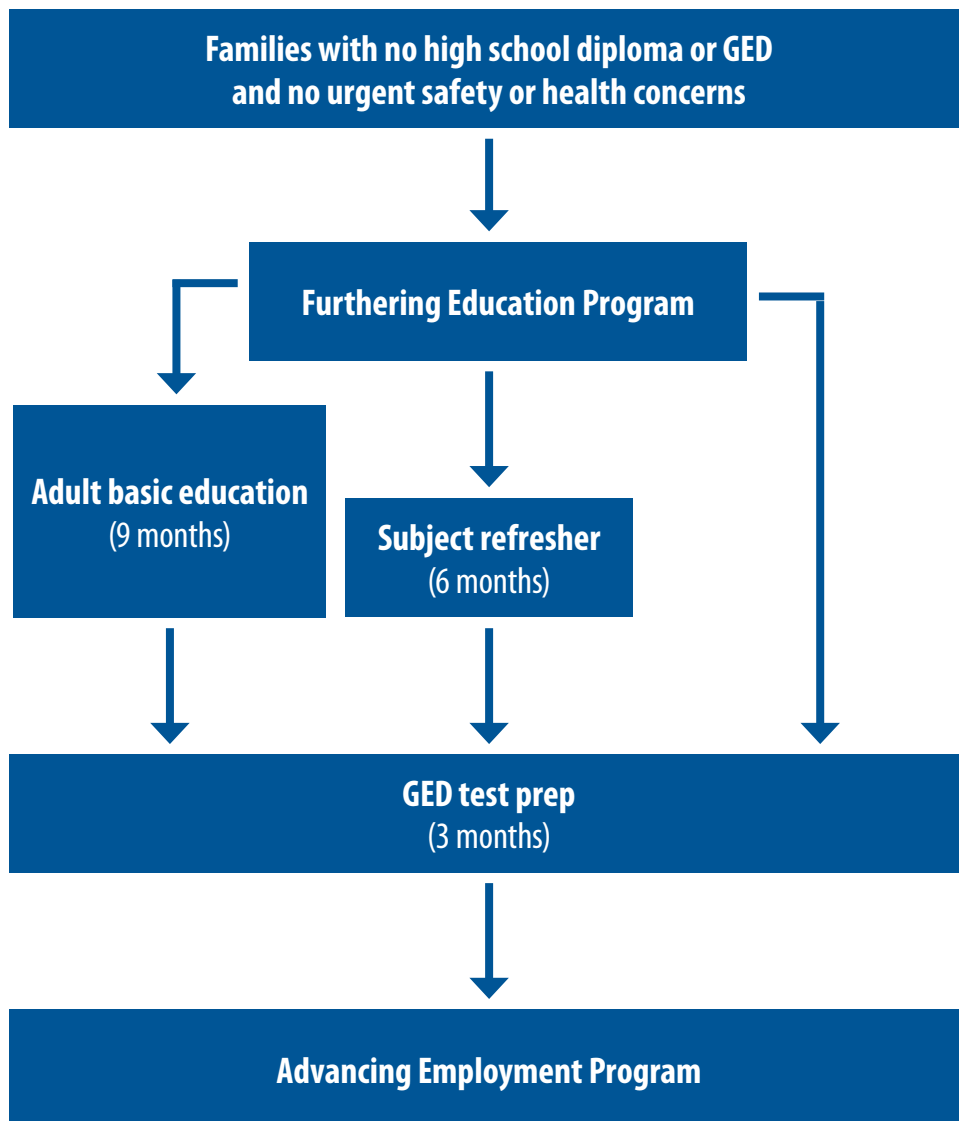 Families with no high school diploma or GED
and no urgent safety or health concerns
Furthering Education Program
Adult basic education
(9 months)
Subject refresher
(6 months)
GED test prep
(3 months)
Advancing Employment Program